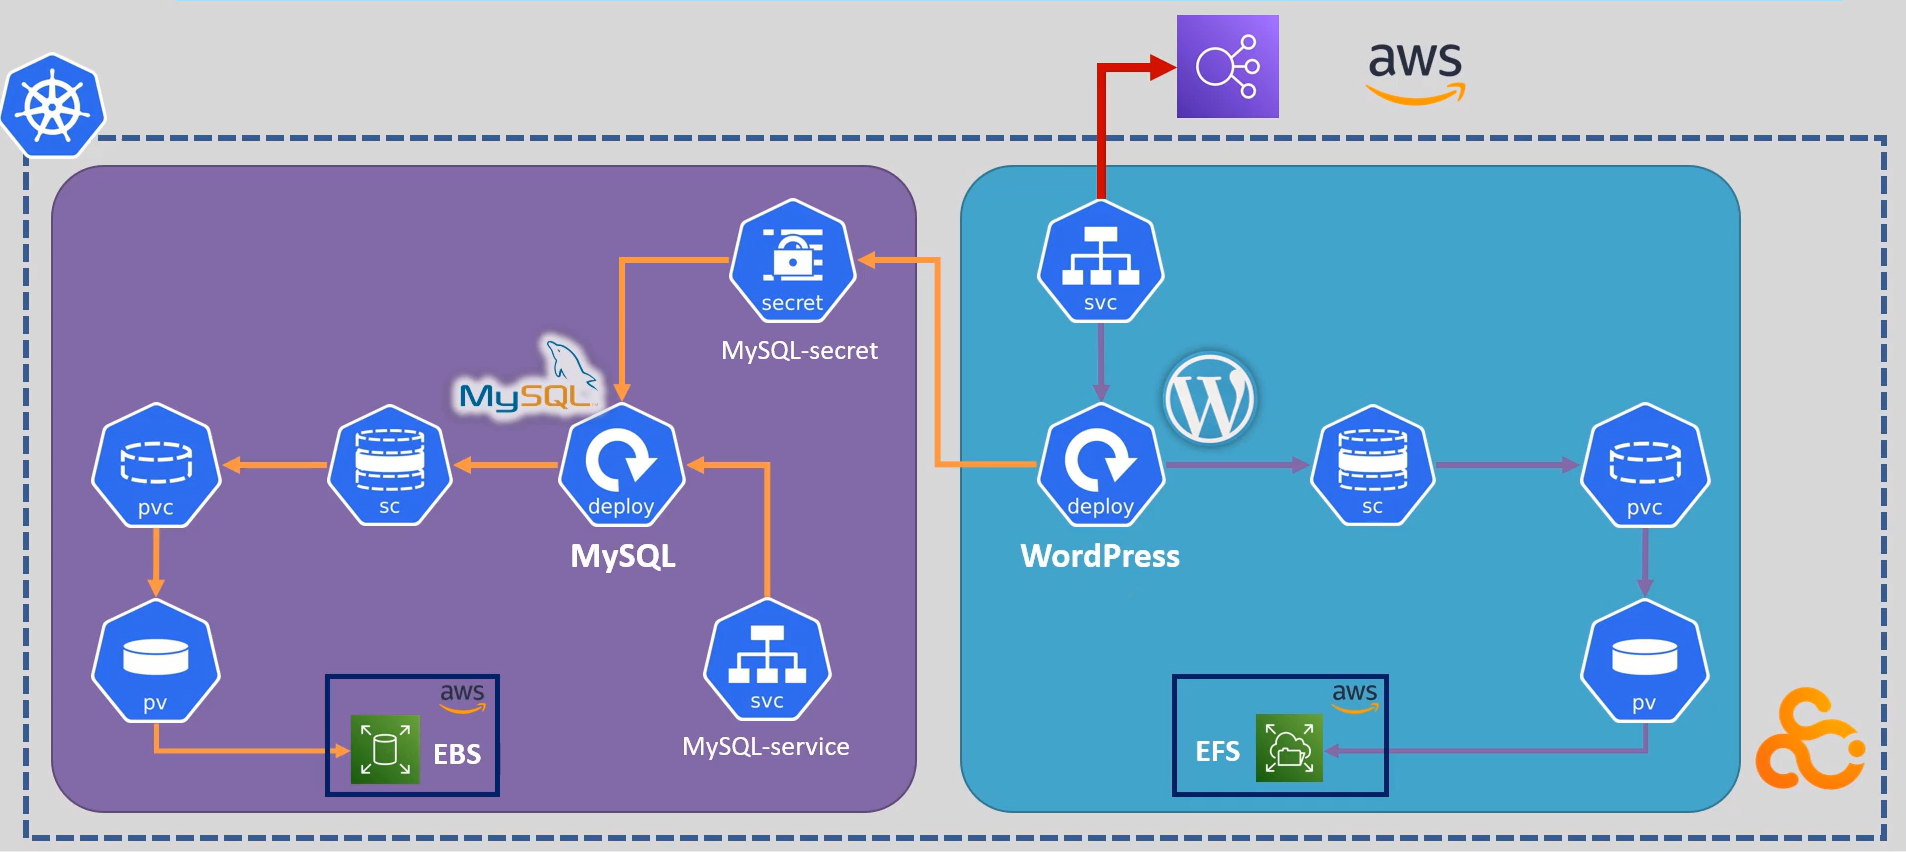 aws
secret
svc
MySQL-secret
MySQL
W
pvc
sc
deploy
deploy
sc
pvc
MySQL
WordPress
pv
svc
pv
aws
EBS
MySQL-service
aws
EFS